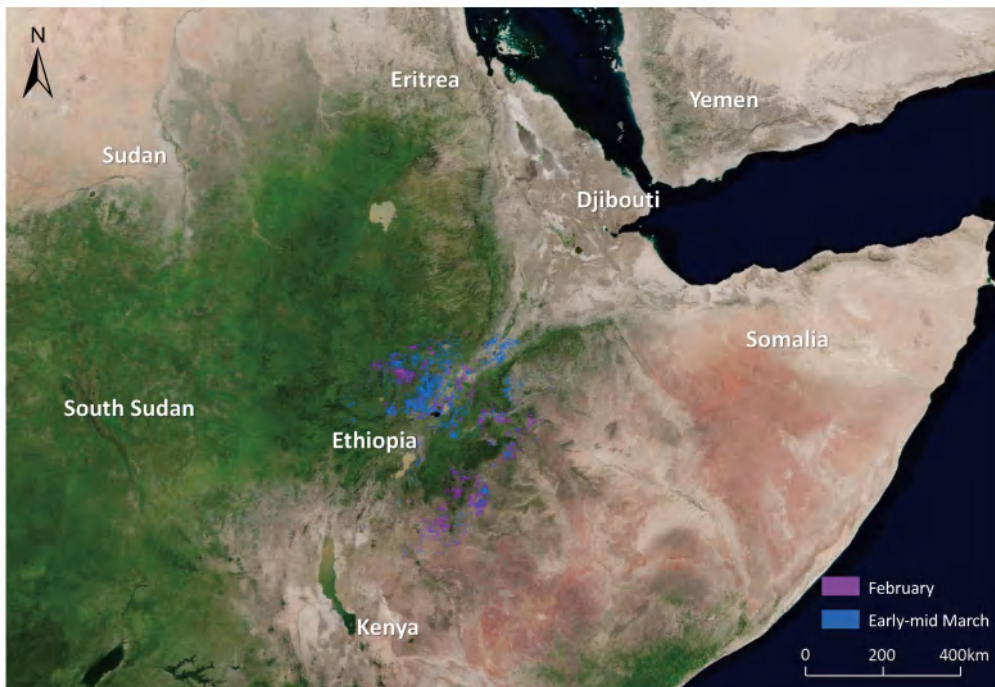 N
Eritrea
Yemen
Sudan
Djibouti
Somalia
South Sudan
Ethiopia
February
Early-mid March
Kenya
0 200 400km